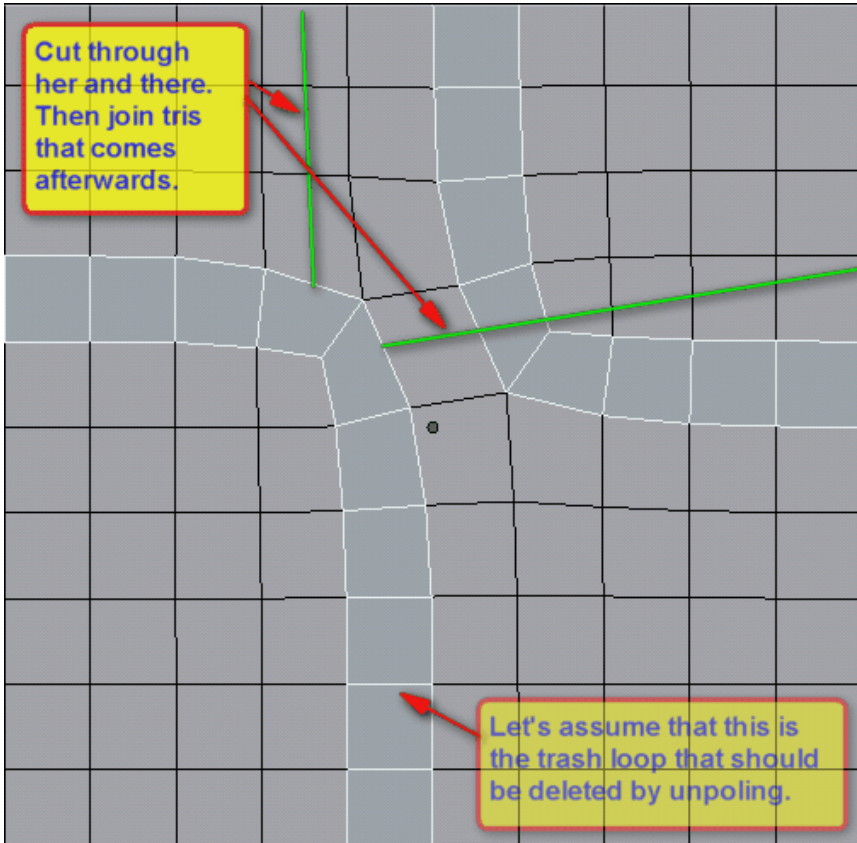 Cut through
her and there.
Then join tris
that comes
afterwards.
Let's assume that this is
the trash loop that should
be deleted by unpoling.